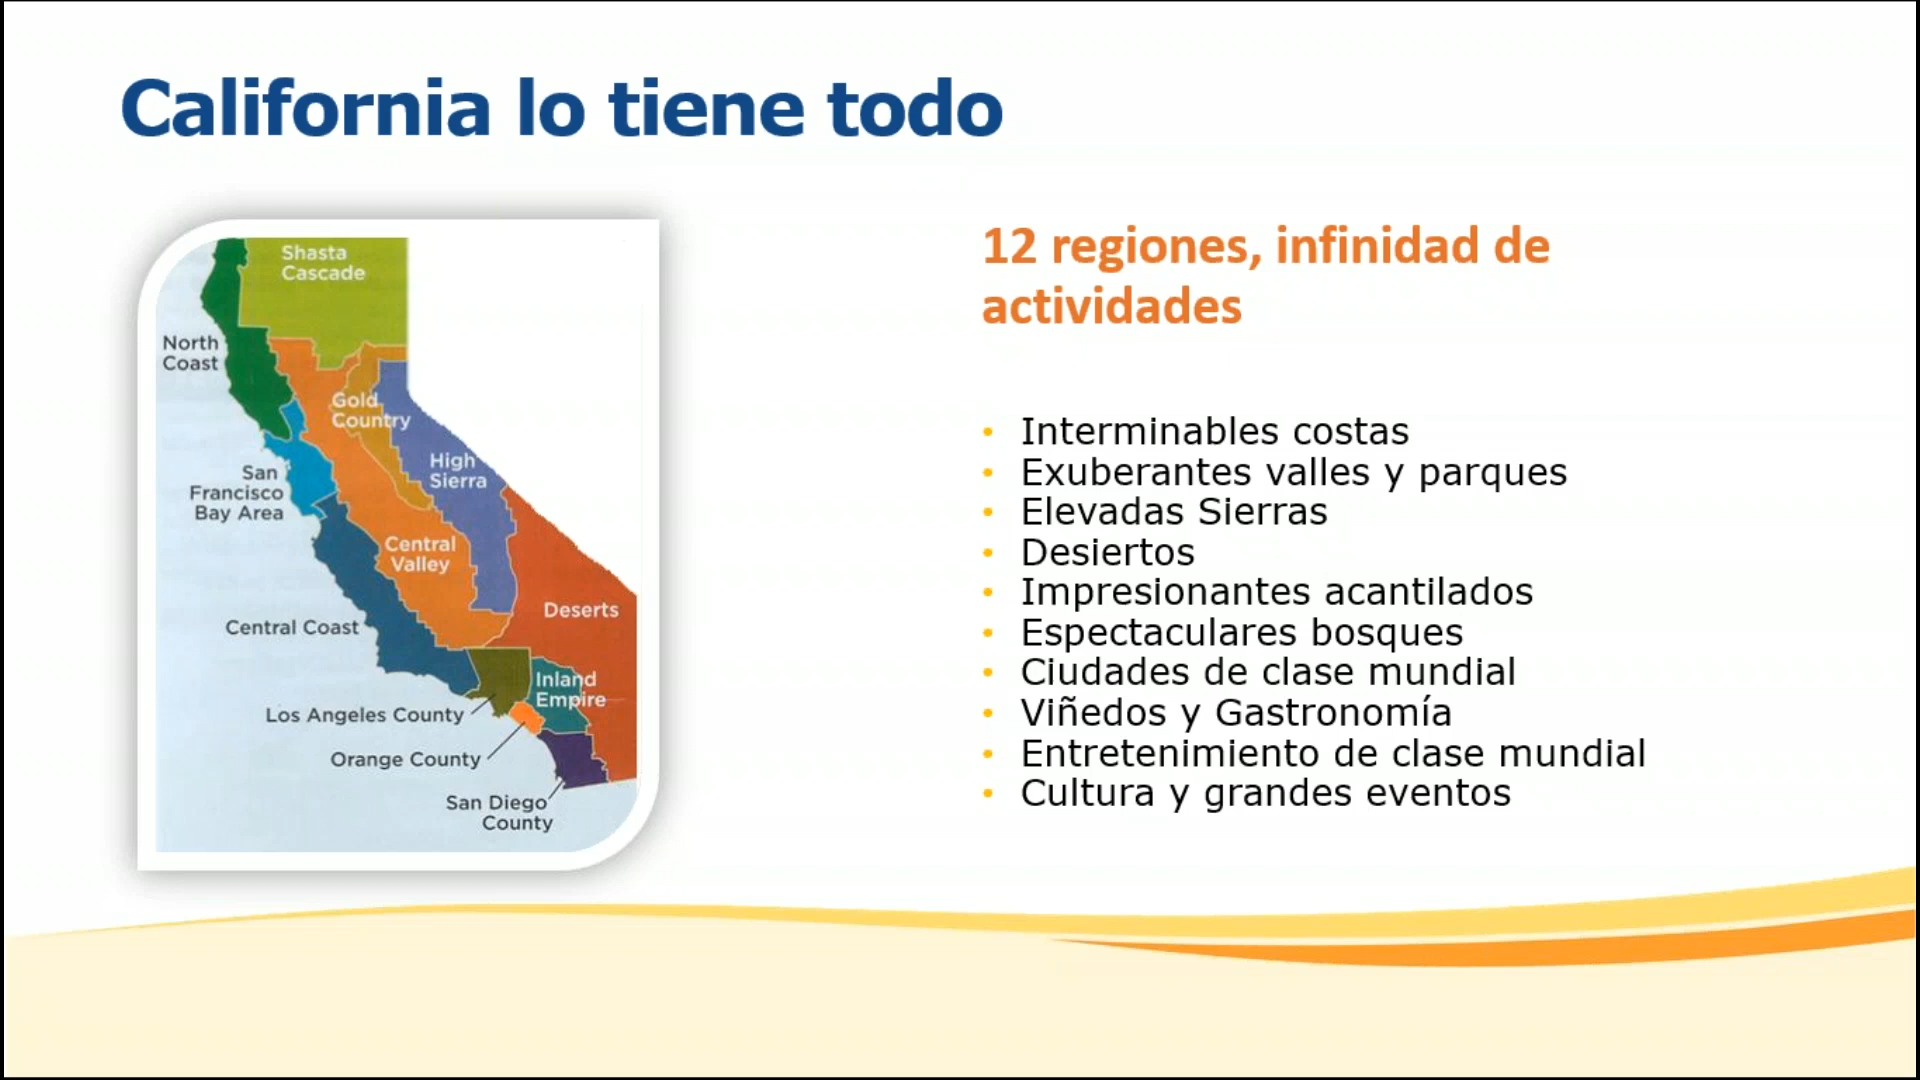 California lo tiene todo
Shasta
Cascade
North
Coast
Gold
Country
High
Sierra
San
Francisco
Bay Area
Central
Valley
Deserts
Central Coast
Inland
Empire
Los Angeles County
Orange County
San Diego
County
12 regiones, infinidad de
actividades
• Interminables costas
• Exuberantes valles y parques
• Elevadas Sierras
• Desiertos
• Impresionantes acantilados
• Espectaculares bosques
• Ciudades de clase mundial
• Viñedos y Gastronomía
• Entretenimiento de clase mundial
• Cultura y grandes eventos